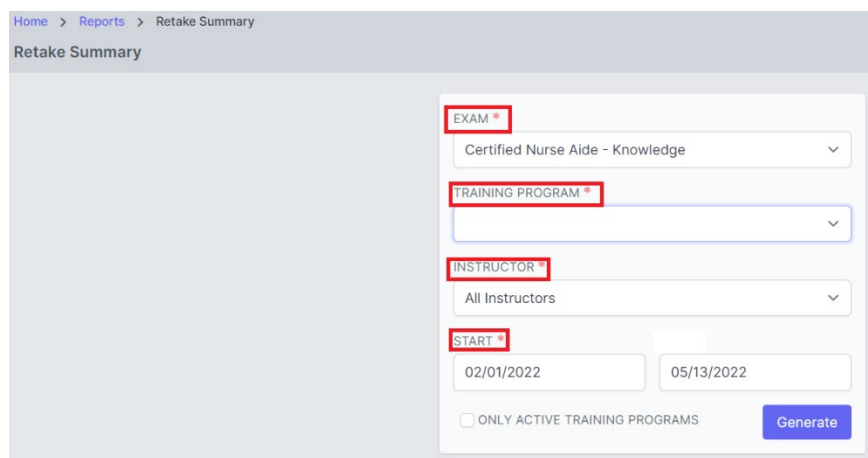 Home > Reports > Retake Summary
Retake Summary
EXAM *
Certified Nurse Aide - Knowledge
TRAINING PROGRAM *
INSTRUCTOR *
All Instructors
START *
02/01/2022 05/13/2022
ONLY ACTIVE TRAINING PROGRAMS Generate